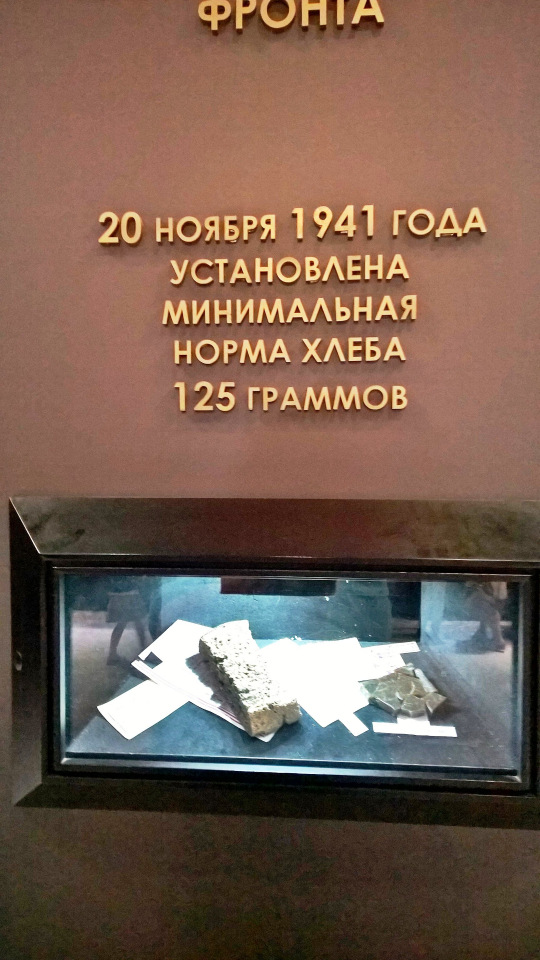 ФРОНТА
20 НОЯБРЯ 1941 ГОДА
УСТАНОВЛЕНА
МИНИМАЛЬНАЯ
НОРМА ХЛЕБА
125 ГРАММОВ